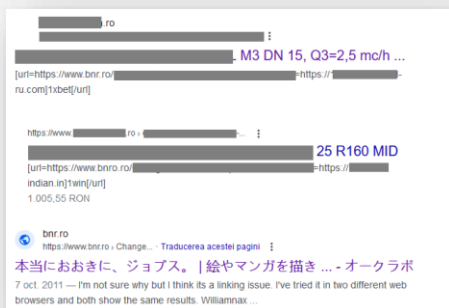 .ro
. M3 DN 15, Q3=2,5 mc/h ...
[url=https://www.bnr.ro/ =https://1 -
ru.com]1xbet[/url]
https://www. .ro › ...
25 R160 MID
[url=https://www.bnro.ro/ =https://
indian.in]1win[/url]
1.005,55 RON
bnr.ro
https://www.bnr.ro › Change... · Traducerea acestei pagini
本当におおきに、ジョブス。 | 絵やマンガを描き ... - オークラボ
7 oct. 2011 — I'm not sure why but I think its a linking issue. I've tried it in two different web
browsers and both show the same results. Williamnax ...